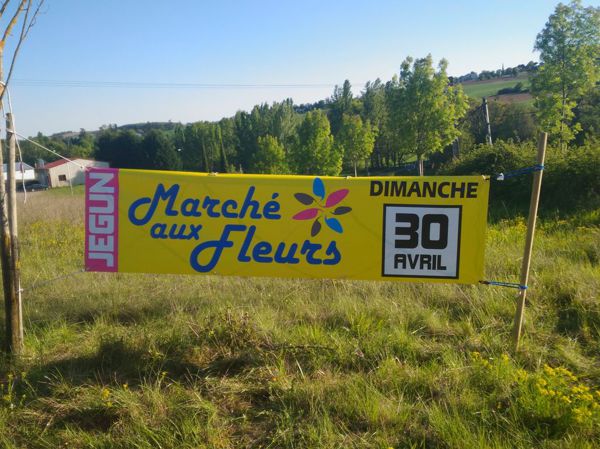 JEGUN
Marché
aux Fleurs
DIMANCHE
30
AVRIL